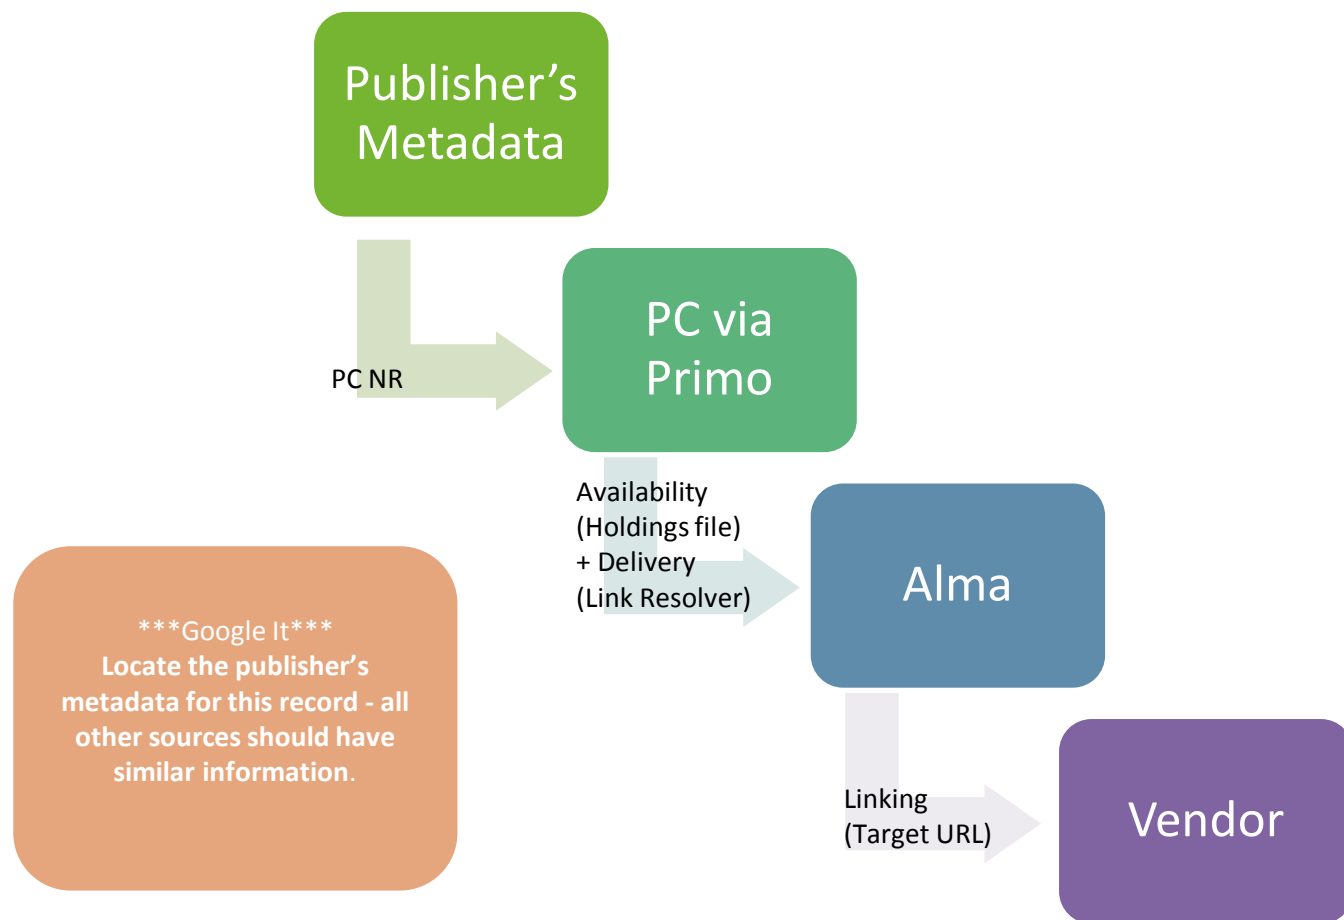 Publisher’s
Metadata
PC NR
PC via
Primo
Availability
(Holdings file)
+ Delivery
(Link Resolver)
Alma
***Google It***
Locate the publisher’s
metadata for this record - all
other sources should have
similar information.
Linking
(Target URL)
Vendor